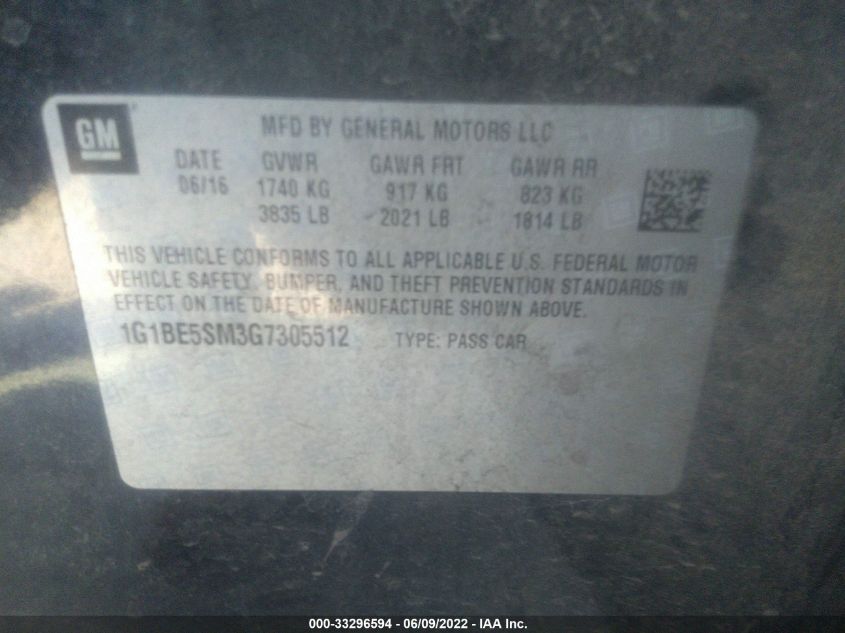 GM
MFD BY GENERAL MOTORS LLC
DATE GVWR GAWR FRT GAWR RR
06/16 1740 KG 917 KG 823 KG
3835 LB 2021 LB 1814 LB
THIS VEHICLE CONFORMS TO ALL APPLICABLE U.S. FEDERAL MOTOR
VEHICLE SAFETY, BUMPER, AND THEFT PREVENTION STANDARDS IN
EFFECT ON THE DATE OF MANUFACTURE SHOWN ABOVE.
1G1BE5SM3G7305512 TYPE: PASS CAR
000-33296594 - 06/09/2022 - IAA Inc.